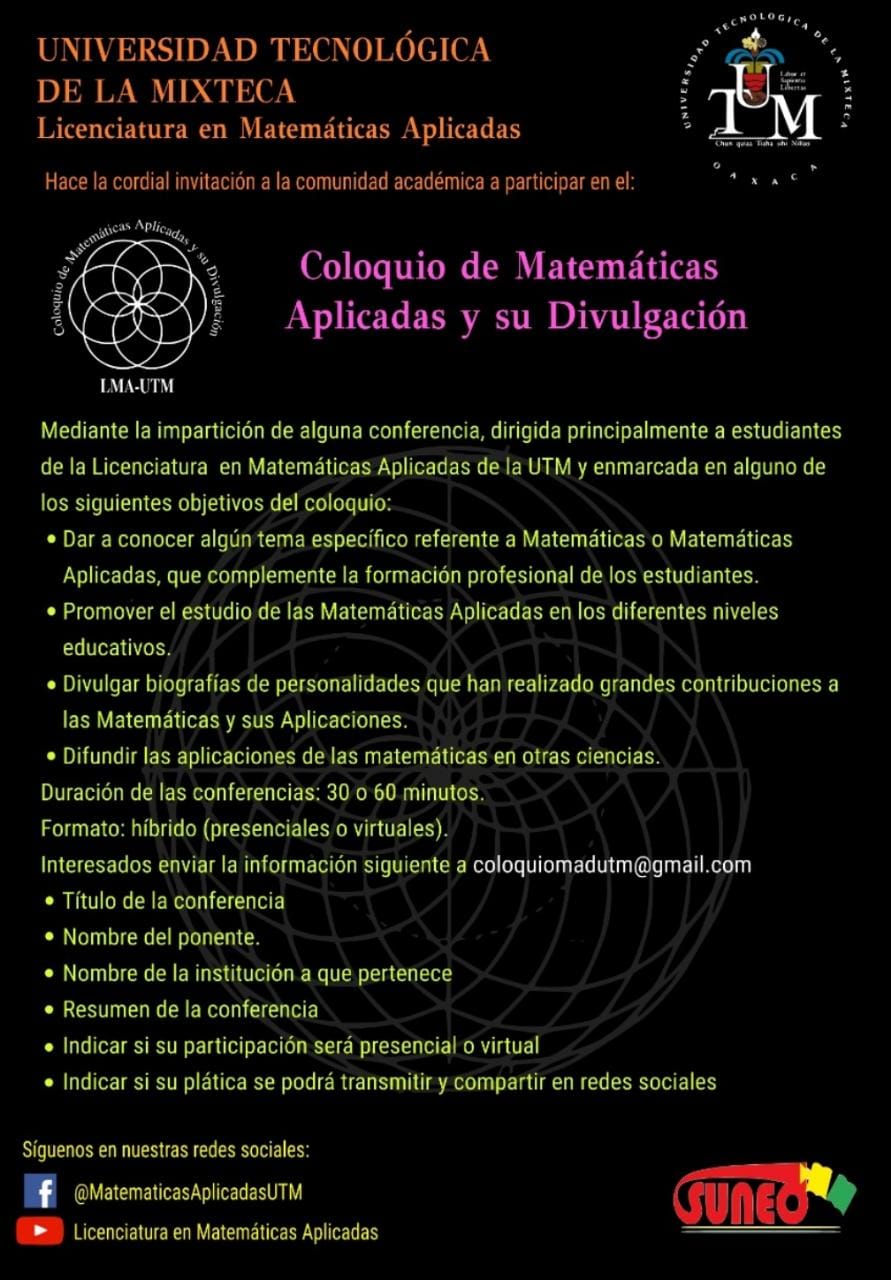 UNIVERSIDAD TECNOLÓGICA
DE LA MIXTECA
Licenciatura en Matemáticas Aplicadas
UNIVERSIDAD TECNOLOGICA DE LA MIXTECA
Labor et
Sapientia
Libertas
UTM
OAXACA
Hace la cordial invitación a la comunidad académica a participar en el:
Coloquio de Matemáticas Aplicadas y su Divulgación
LMA-UTM
Coloquio de Matemáticas
Aplicadas y su Divulgación
Mediante la impartición de alguna conferencia, dirigida principalmente a estudiantes
de la Licenciatura en Matemáticas Aplicadas de la UTM y enmarcada en alguno de
los siguientes objetivos del coloquio:
• Dar a conocer algún tema específico referente a Matemáticas o Matemáticas
Aplicadas, que complemente la formación profesional de los estudiantes.
• Promover el estudio de las Matemáticas Aplicadas en los diferentes niveles
educativos.
• Divulgar biografías de personalidades que han realizado grandes contribuciones a
las Matemáticas y sus Aplicaciones.
• Difundir las aplicaciones de las matemáticas en otras ciencias.
Duración de las conferencias: 30 o 60 minutos.
Formato: híbrido (presenciales o virtuales).
Interesados enviar la información siguiente a coloquiomadutm@gmail.com
• Título de la conferencia
• Nombre del ponente.
• Nombre de la institución a que pertenece
• Resumen de la conferencia
• Indicar si su participación será presencial o virtual
• Indicar si su plática se podrá transmitir y compartir en redes sociales
Síguenos en nuestras redes sociales:
@MatematicasAplicadasUTM
Licenciatura en Matemáticas Aplicadas
SUNEO